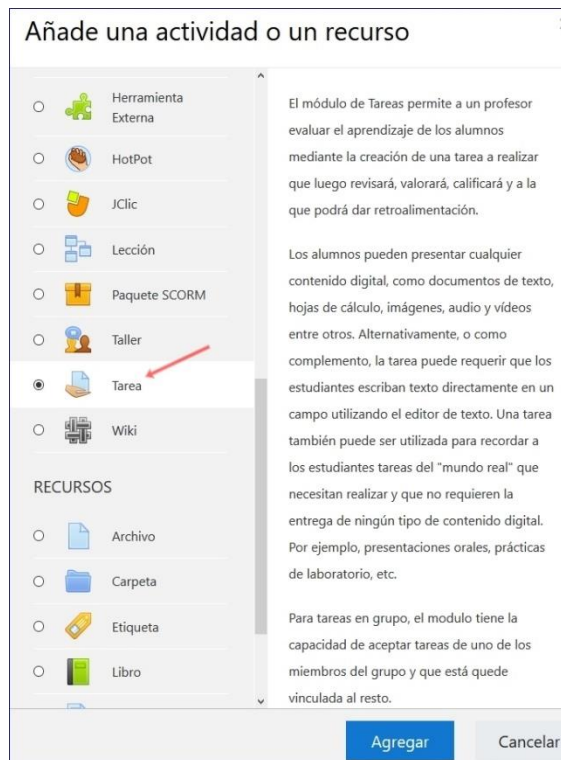 Añade una actividad o un recurso
Herramienta
Externa
HotPot
JClic
Lección
Paquete SCORM
Taller
Tarea
Wiki
RECURSOS
Archivo
Carpeta
Etiqueta
Libro
El módulo de Tareas permite a un profesor
evaluar el aprendizaje de los alumnos
mediante la creación de una tarea a realizar
que luego revisará, valorará, calificará y a la
que podrá dar retroalimentación.
Los alumnos pueden presentar cualquier
contenido digital, como documentos de texto,
hojas de cálculo, imágenes, audio y vídeos
entre otros. Alternativamente, o como
complemento, la tarea puede requerir que los
estudiantes escriban texto directamente en un
campo utilizando el editor de texto. Una tarea
también puede ser utilizada para recordar a
los estudiantes tareas del "mundo real" que
necesitan realizar y que no requieren la
entrega de ningún tipo de contenido digital.
Por ejemplo, presentaciones orales, prácticas
de laboratorio, etc.
Para tareas en grupo, el modulo tiene la
capacidad de aceptar tareas de uno de los
miembros del grupo y que está quede
vinculada al resto.
Agregar
Cancelar